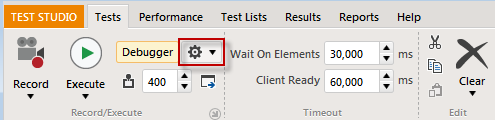 TEST STUDIO Tests Performance Test Lists Results Reports Help
Debugger Wait On Elements 30,000 ms
Record Execute 400 Client Ready 60,000 ms Clear
Record/Execute Timeout Edit